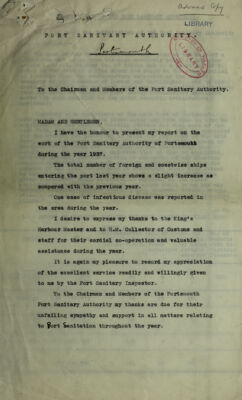 Advance Copy
LIBRARY
PORT SANITARY AUTHORITY.
Portsmouth
LIBRARY
To the Chairman and Members of the Port Sanitary Authority.
MADAM AND GENTLEMEN,
I have the honour to present my report on the
work of the Port Sanitary Authority of Portsmouth
during the year 1937.
The total number of foreign and coastwise ships
entering the port last year shows a slight increase as
compared with the previous year.
One case of infectious disease was reported in
the area during the year.
I desire to express my thanks to the King's
Harbour Master and to H.M. Collector of Customs and
staff for their cordial co-operation and valuable
assistance during the year.
It is again my pleasure to record my appreciation
of the excellent service readily and willingly given
to me by the Port Sanitary Inspector.
To the Chairman and Members of the Portsmouth
Port Sanitary Authority my thanks are due for their
unfailing sympathy and support in all matters relating
to Port Sanitation throughout the year.